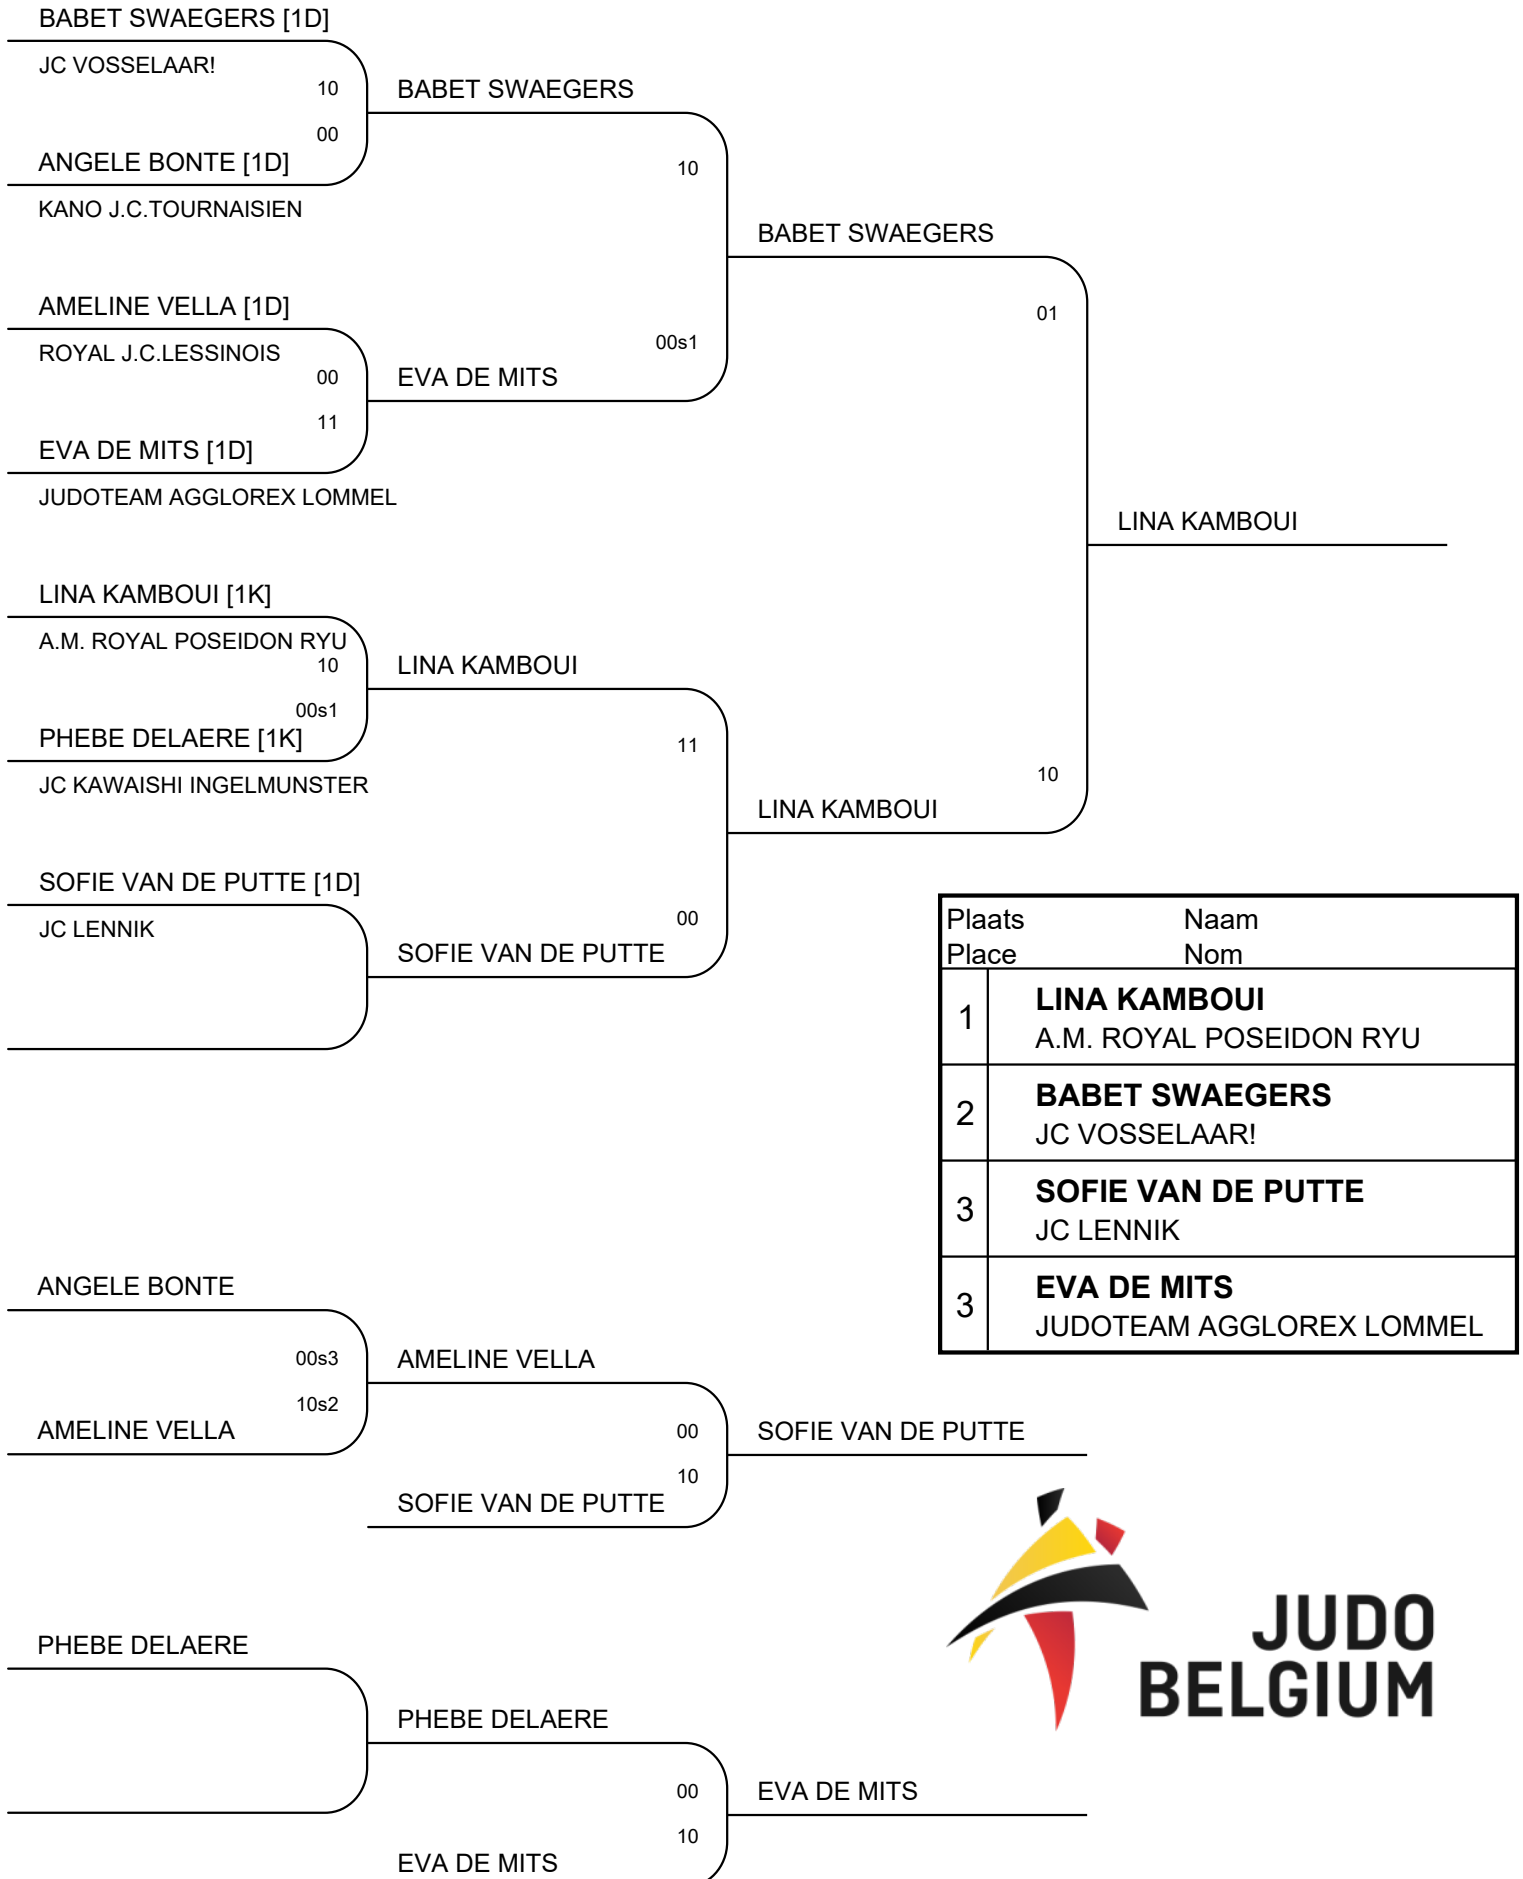 BABET SWAEGERS [1D]
JC VOSSELAAR!
10
BABET SWAEGERS
00
ANGELE BONTE [1D]
10
KANO J.C.TOURNAISIEN
BABET SWAEGERS
AMELINE VELLA [1D]
01
ROYAL J.C.LESSINOIS
00s1
00
EVA DE MITS
11
EVA DE MITS [1D]
JUDOTEAM AGGLOREX LOMMEL
LINA KAMBOUI
LINA KAMBOUI [1K]
A.M. ROYAL POSEIDON RYU
10
LINA KAMBOUI
00s1
PHEBE DELAERE [1K]
11
JC KAWAISHI INGELMUNSTER
10
LINA KAMBOUI
SOFIE VAN DE PUTTE [1D]
JC LENNIK
00
SOFIE VAN DE PUTTE
Plaats Naam
Place Nom
1 LINA KAMBOUI
A.M. ROYAL POSEIDON RYU
2 BABET SWAEGERS
JC VOSSELAAR!
3 SOFIE VAN DE PUTTE
JC LENNIK
3 EVA DE MITS
JUDOTEAM AGGLOREX LOMMEL
ANGELE BONTE
00s3
AMELINE VELLA
10s2
AMELINE VELLA
00
SOFIE VAN DE PUTTE
10
SOFIE VAN DE PUTTE
JUDO
BELGIUM
PHEBE DELAERE
PHEBE DELAERE
00
EVA DE MITS
10
EVA DE MITS